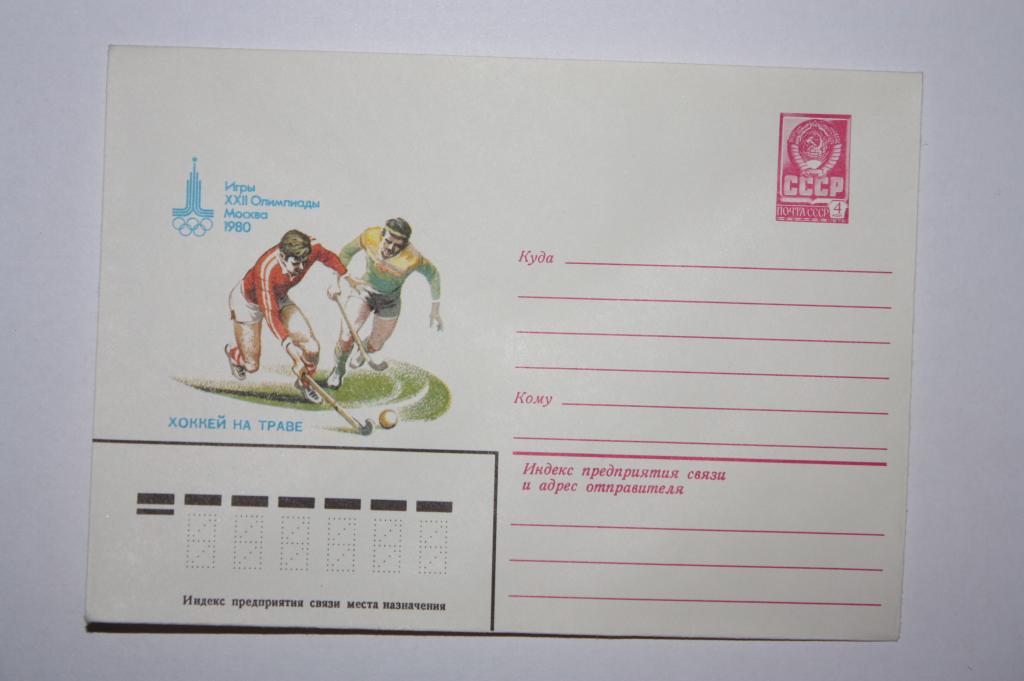 Игры
XXII Олимпиады
Москва
1980
ХОККЕЙ НА ТРАВЕ
СССР
ПОЧТА СССР 4
Куда
Кому
Индекс предприятия связи
и адрес отправителя
Индекс предприятия связи места назначения